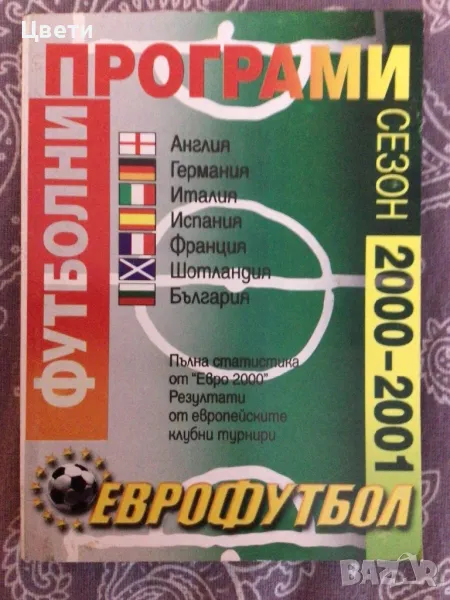 Цвети
ПРОГРАМИ
ФУТБОЛНИ
СЕЗОН 2000-2001
Англия
Германия
Италия
Испания
Франция
Шотландия
България
Пълна статистика
от "Евро 2000"
Резултати
от европейските
клубни турнири
ЕВРОФУТБОЛ
BAZAR